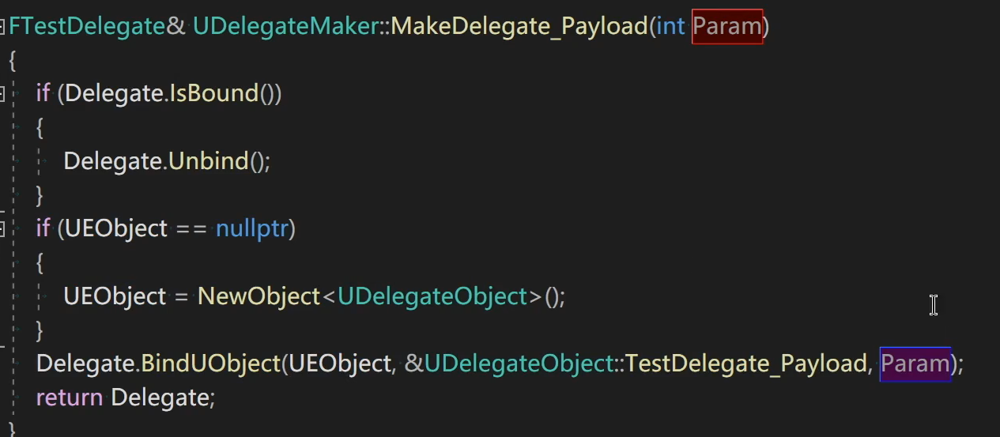 FTestDelegate& UDelegateMaker::MakeDelegate_Payload(int Param)
{
if (Delegate.IsBound())
{
Delegate.Unbind();
}
if (UEObject == nullptr)
{
UEObject = NewObject<UDelegateObject>();
}
Delegate.BindUObject(UEObject, &UDelegateObject::TestDelegate_Payload, Param);
return Delegate;
}